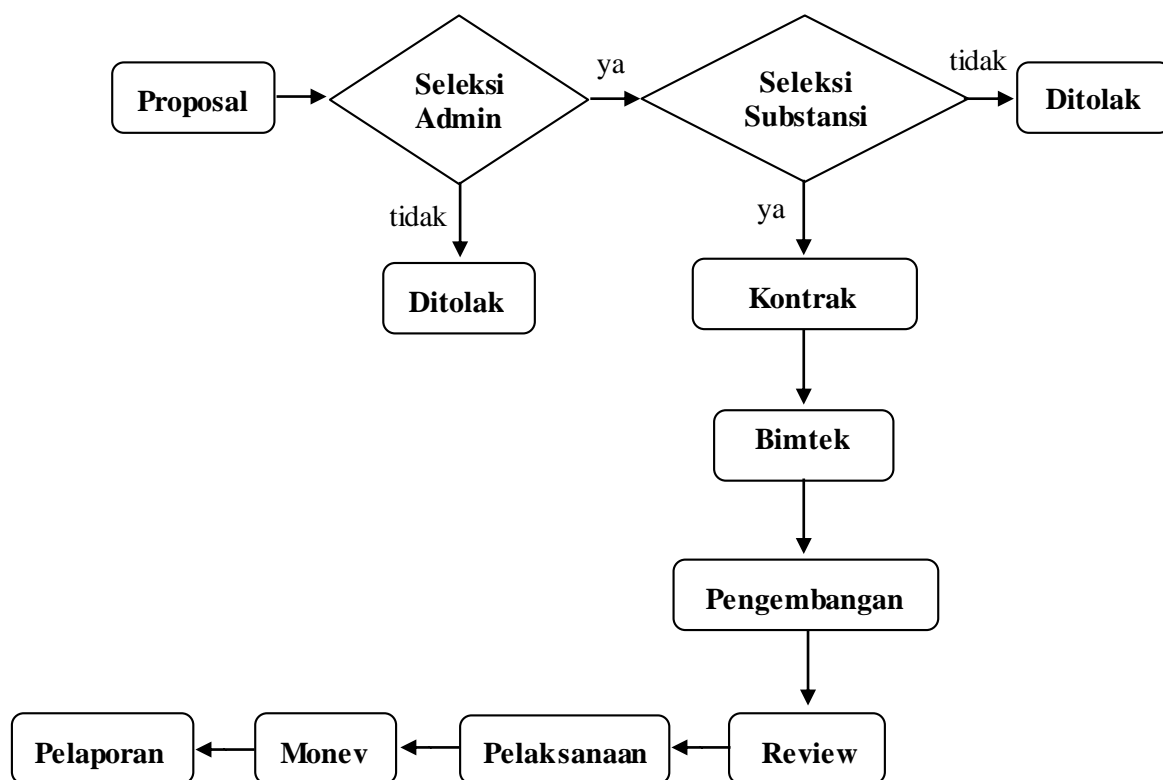 Proposal
Seleksi
Admin
ya
Seleksi
Substansi
tidak
Ditolak
tidak
Ditolak
ya
Kontrak
Bimtek
Pengembangan
Review
Pelaksanaan
Monev
Pelaporan